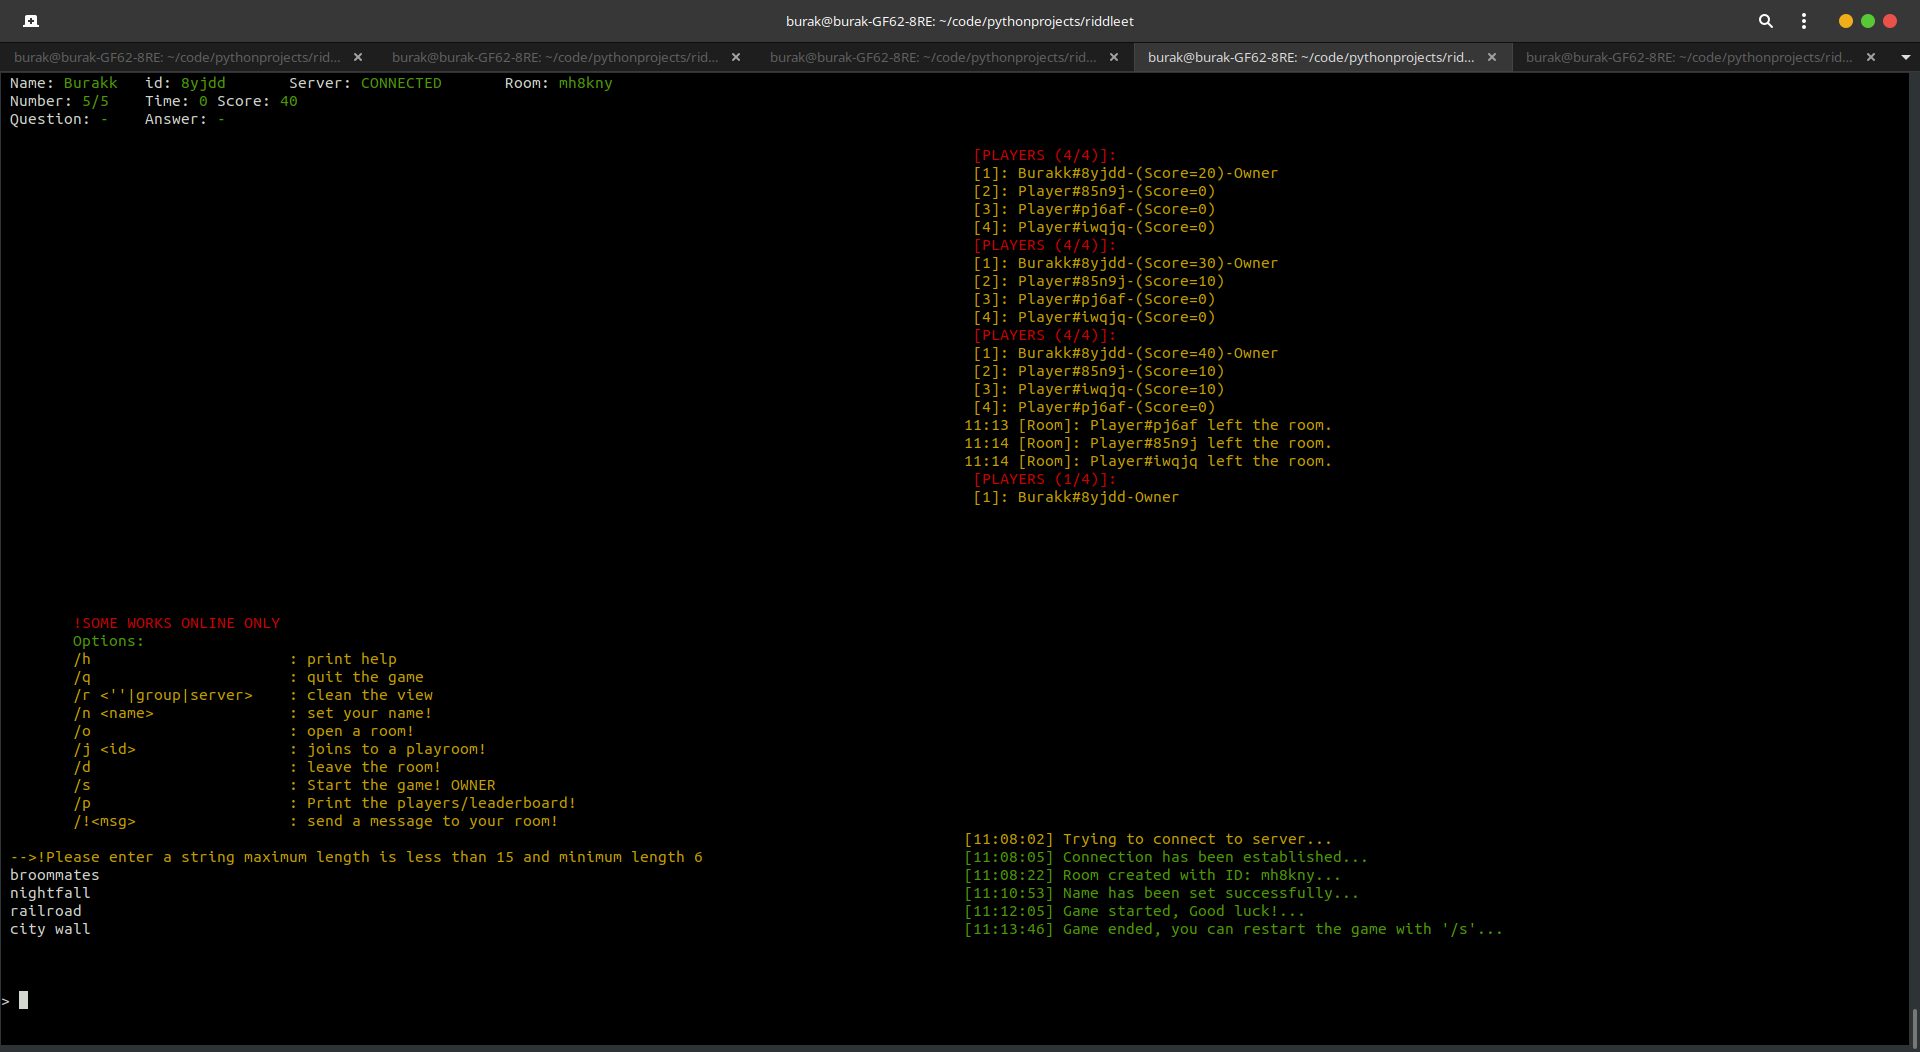 burak@burak-GF62-8RE: ~/code/pythonprojects/riddleet
burak@burak-GF62-8RE: ~/code/pythonprojects/rid... burak@burak-GF62-8RE: ~/code/pythonprojects/rid... burak@burak-GF62-8RE: ~/code/pythonprojects/rid... burak@burak-GF62-8RE: ~/code/pythonprojects/rid... burak@burak-GF62-8RE: ~/code/pythonprojects/rid...
Name: Burakk id: 8yjdd Server: CONNECTED Room: mh8kny
Number: 5/5 Time: 0 Score: 40
Question: - Answer: -
[PLAYERS (4/4)]:
[1]: Burakk#8yjdd-(Score=20)-Owner
[2]: Player#85n9j-(Score=0)
[3]: Player#pj6af-(Score=0)
[4]: Player#iwqjq-(Score=0)
[PLAYERS (4/4)]:
[1]: Burakk#8yjdd-(Score=30)-Owner
[2]: Player#85n9j-(Score=10)
[3]: Player#pj6af-(Score=0)
[4]: Player#iwqjq-(Score=0)
[PLAYERS (4/4)]:
[1]: Burakk#8yjdd-(Score=40)-Owner
[2]: Player#85n9j-(Score=10)
[3]: Player#iwqjq-(Score=10)
[4]: Player#pj6af-(Score=0)
11:13 [Room]: Player#pj6af left the room.
11:14 [Room]: Player#85n9j left the room.
11:14 [Room]: Player#iwqjq left the room.
[PLAYERS (1/4)]:
[1]: Burakk#8yjdd-Owner
!SOME WORKS ONLINE ONLY
Options:
/h : print help
/q : quit the game
/r <''|group|server> : clean the view
/n <name> : set your name!
/o : open a room!
/j <id> : joins to a playroom!
/d : leave the room!
/s : Start the game! OWNER
/p : Print the players/leaderboard!
/!<msg> : send a message to your room!
-->!Please enter a string maximum length is less than 15 and minimum length 6
broommates
nightfall
railroad
city wall
[11:08:02] Trying to connect to server...
[11:08:05] Connection has been established...
[11:08:22] Room created with ID: mh8kny...
[11:10:53] Name has been set successfully...
[11:12:05] Game started, Good luck!...
[11:13:46] Game ended, you can restart the game with '/s'...
>